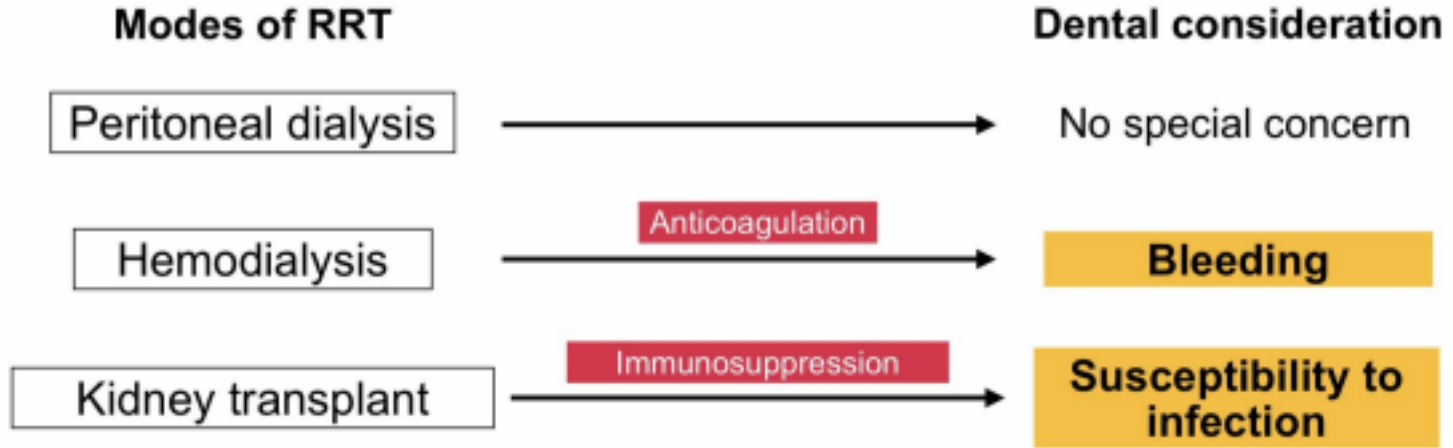 Modes of RRT
Dental consideration
Peritoneal dialysis
No special concern
Anticoagulation
Hemodialysis
Bleeding
Immunosuppression
Kidney transplant
Susceptibility to
infection